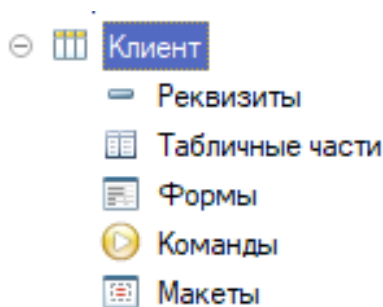 Клиент
Реквизиты
Табличные части
Формы
Команды
Макеты